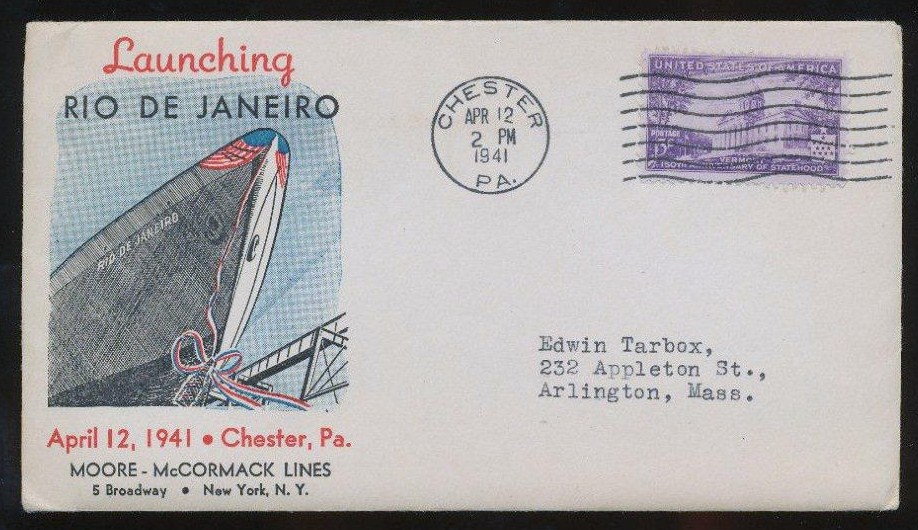 Launching
RIO DE JANEIRO
RIO DE JANEIRO
April 12, 1941 • Chester, Pa.
MOORE - McCORMACK LINES
5 Broadway • New York, N. Y.
CHESTER
APR 12
2 PM
1941
PA.
UNITED STATES OF AMERICA
POSTAGE
3¢
VERMONT
150TH ANNIVERSARY OF STATEHOOD
Edwin Tarbox,
232 Appleton St.,
Arlington, Mass.